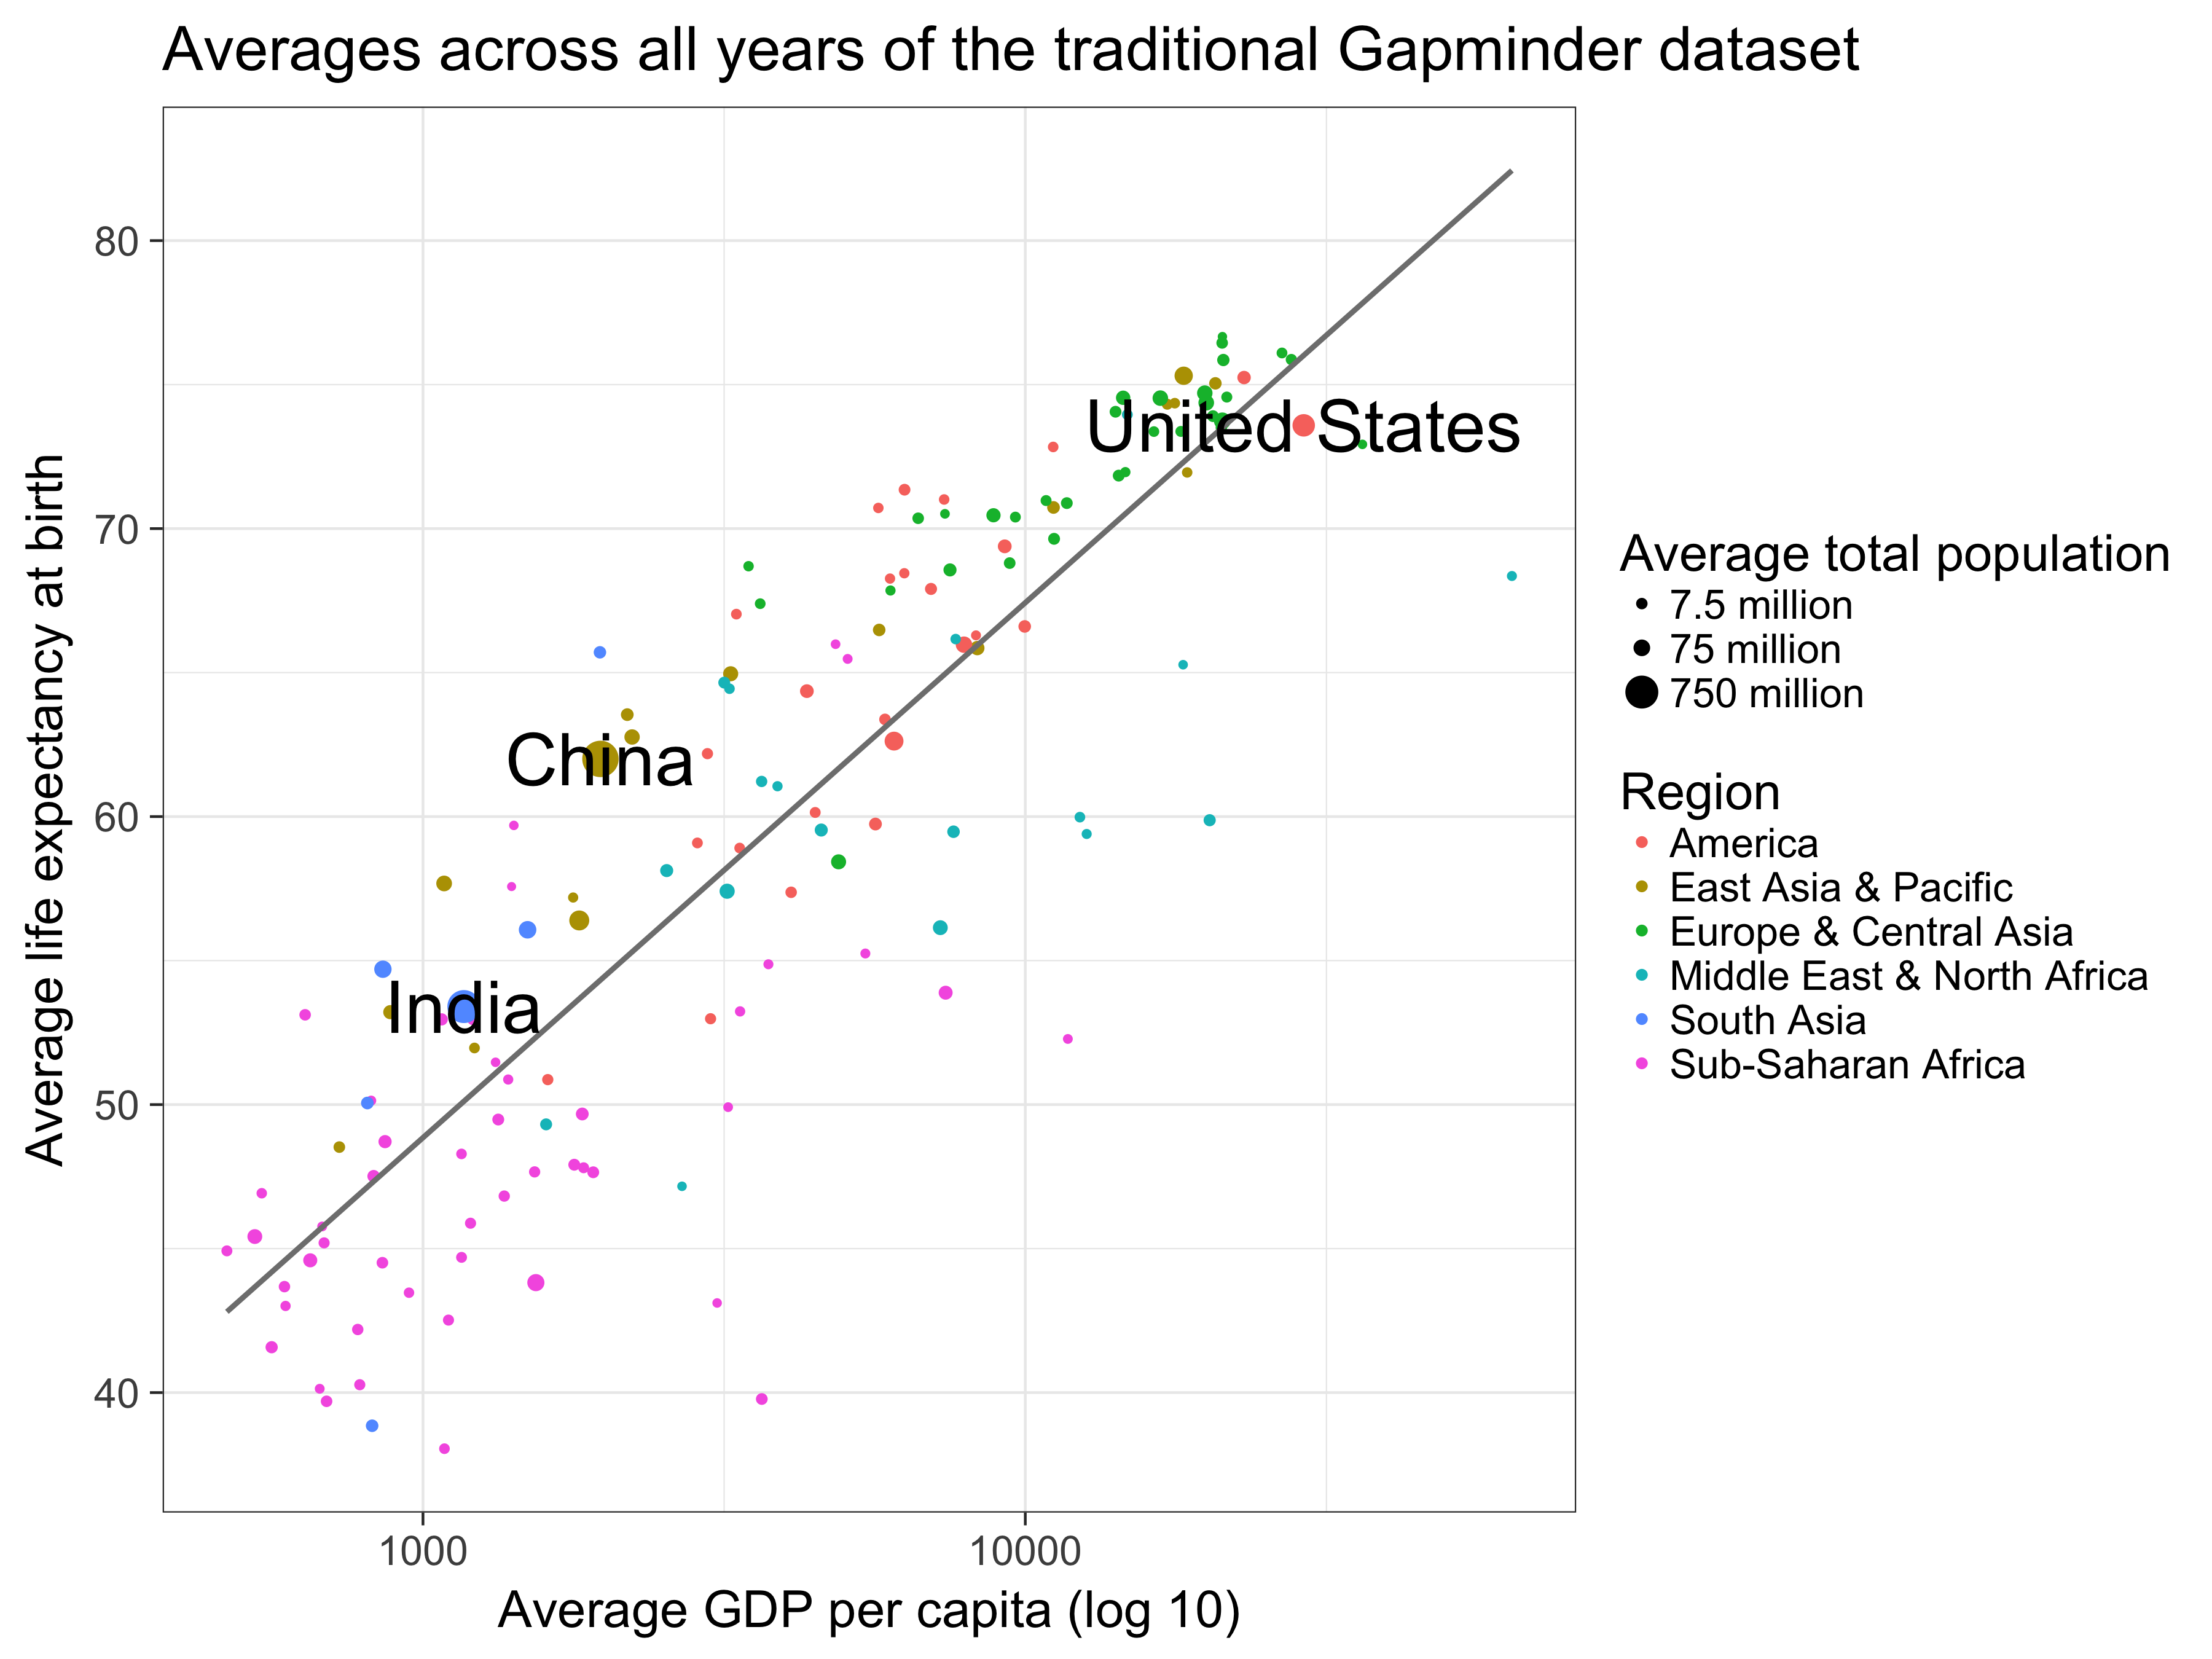 Averages across all years of the traditional Gapminder dataset
Average life expectancy at birth
80
70
60
50
40
United States
China
India
1000
10000
Average GDP per capita (log 10)
Average total population
7.5 million
75 million
750 million
Region
America
East Asia & Pacific
Europe & Central Asia
Middle East & North Africa
South Asia
Sub-Saharan Africa